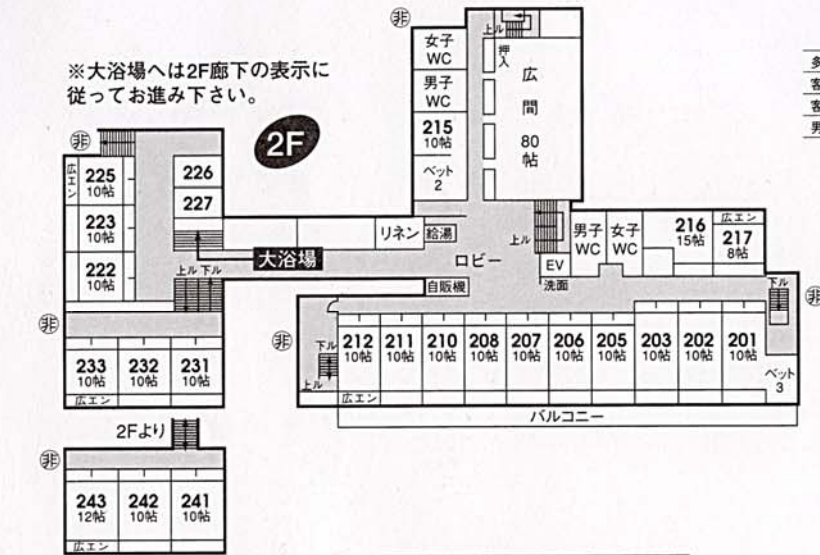 ※大浴場へは2F廊下の表示に
従ってお進み下さい。
2F
非
上ル
押入
女子
WC
男子
WC
215
10帖
ベット
2
広間
80
帖
非
広エン
225
10帖
223
10帖
222
10帖
226
227
大浴場
上ル 下ル
リネン
給湯
ロビー
自販機
上ル
EV
洗面
男子
WC
女子
WC
216
15帖
広エン
217
8帖
下ル
非
非
233
10帖
232
10帖
231
10帖
広エン
非
下ル
上ル
212
10帖
211
10帖
210
10帖
208
10帖
207
10帖
206
10帖
205
10帖
203
10帖
202
10帖
201
10帖
ベット
3
広エン
バルコニー
2Fより
非
243
12帖
242
10帖
241
10帖
広エン
客
客
男